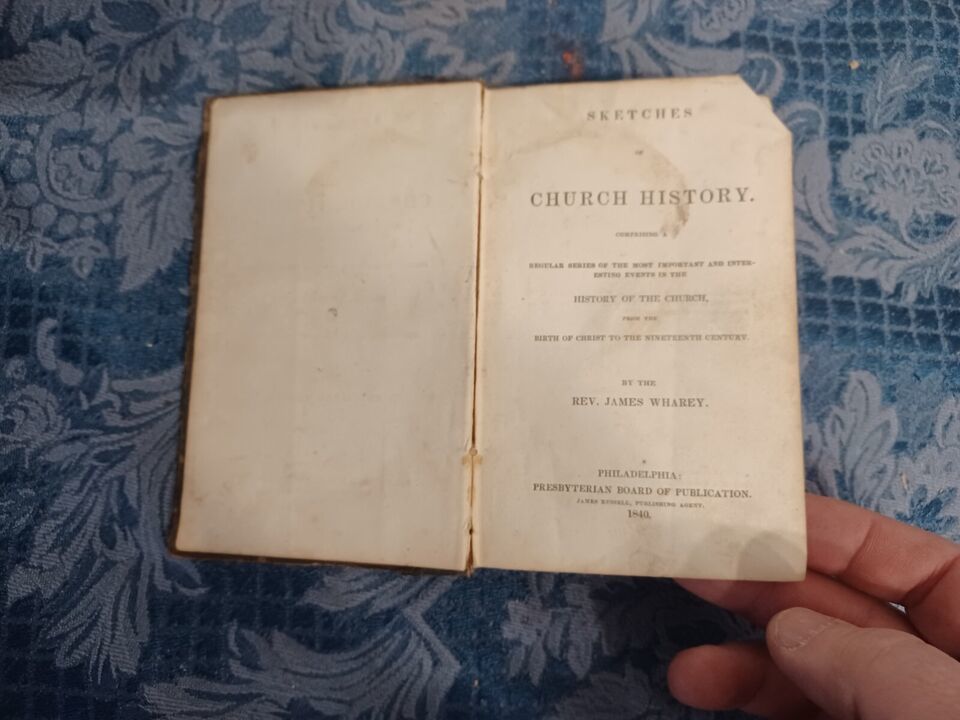 SKETCHES
OF
CHURCH HISTORY.
COMPRISING A
REGULAR SERIES OF THE MOST IMPORTANT AND INTER-
ESTING EVENTS IN THE
HISTORY OF THE CHURCH,
FROM THE
BIRTH OF CHRIST TO THE NINETEENTH CENTURY.
BY THE
REV. JAMES WHAREY.
PHILADELPHIA:
PRESBYTERIAN BOARD OF PUBLICATION.
JAMES RUSSELL, PUBLISHING AGENT.
1840.